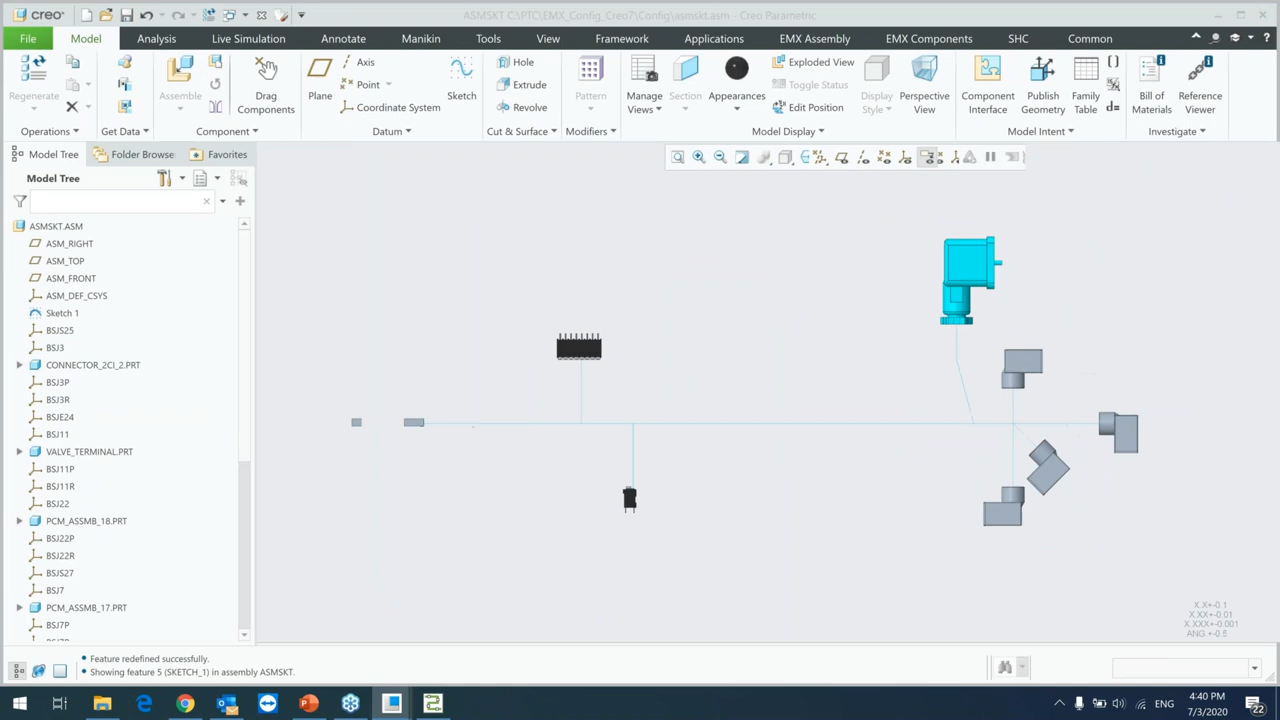 creo°
ASMSKT C:\PTC\EMX_Config_Creo7\Config\asmskt.asm - Creo Parametric
File Model Analysis Live Simulation Annotate Manikin Tools View Framework Applications EMX Assembly EMX Components SHC Common
Regenerate
Operations
Get Data
Assemble
Drag
Components
Component
Plane
Axis
Point
Coordinate System
Sketch
Datum
Hole
Extrude
Revolve
Cut & Surface
Pattern
Modifiers
Manage
Views
Section
Appearances
Exploded View
Toggle Status
Edit Position
Display
Style
Perspective
View
Model Display
Component
Interface
Publish
Geometry
Family
Table
Model Intent
Bill of
Materials
Reference
Viewer
Investigate
Model Tree Folder Browse Favorites
Model Tree
ASMSKT.ASM
ASM_RIGHT
ASM_TOP
ASM_FRONT
ASM_DEF_CSYS
Sketch 1
BSJS25
BSJ3
CONNECTOR_2CI_2.PRT
BSJ3P
BSJ3R
BSJE24
BSJ11
VALVE_TERMINAL.PRT
BSJ11P
BSJ11R
BSJ22
PCM_ASSMB_18.PRT
BSJ22P
BSJ22R
BSJS27
BSJ7
PCM_ASSMB_17.PRT
BSJ7P
X.X+-0.1
X.XX+-0.01
X.XXX+-0.001
ANG.+-0.5
• Feature redefined successfully.
• Showing feature 5 (SKETCH_1) in assembly ASMSKT.
ENG
4:40 PM
7/3/2020
22